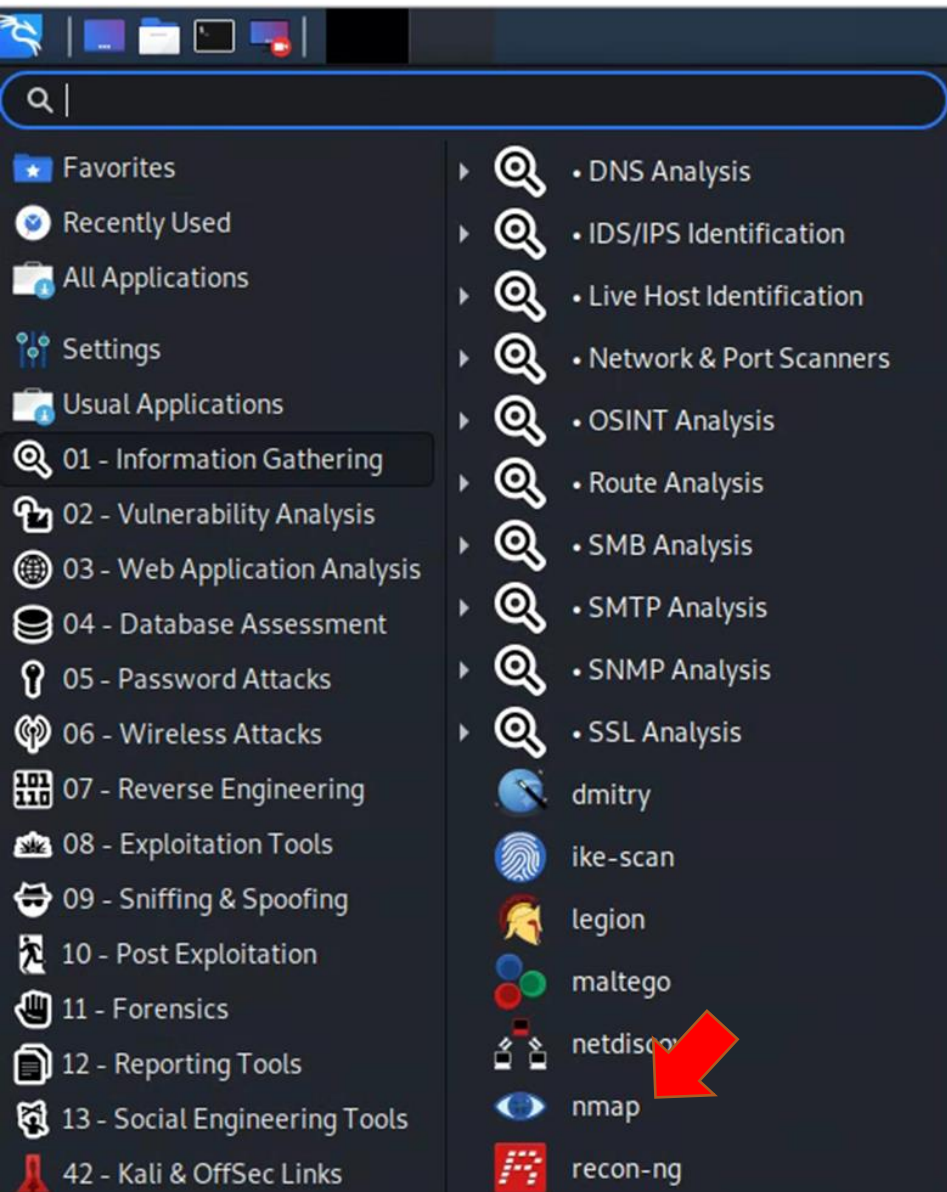 Favorites
Recently Used
All Applications
Settings
Usual Applications
01 - Information Gathering
02 - Vulnerability Analysis
03 - Web Application Analysis
04 - Database Assessment
05 - Password Attacks
06 - Wireless Attacks
07 - Reverse Engineering
08 - Exploitation Tools
09 - Sniffing & Spoofing
10 - Post Exploitation
11 - Forensics
12 - Reporting Tools
13 - Social Engineering Tools
42 - Kali & OffSec Links
• DNS Analysis
• IDS/IPS Identification
• Live Host Identification
• Network & Port Scanners
• OSINT Analysis
• Route Analysis
• SMB Analysis
• SMTP Analysis
• SNMP Analysis
• SSL Analysis
dmitry
ike-scan
legion
maltego
nmap
recon-ng